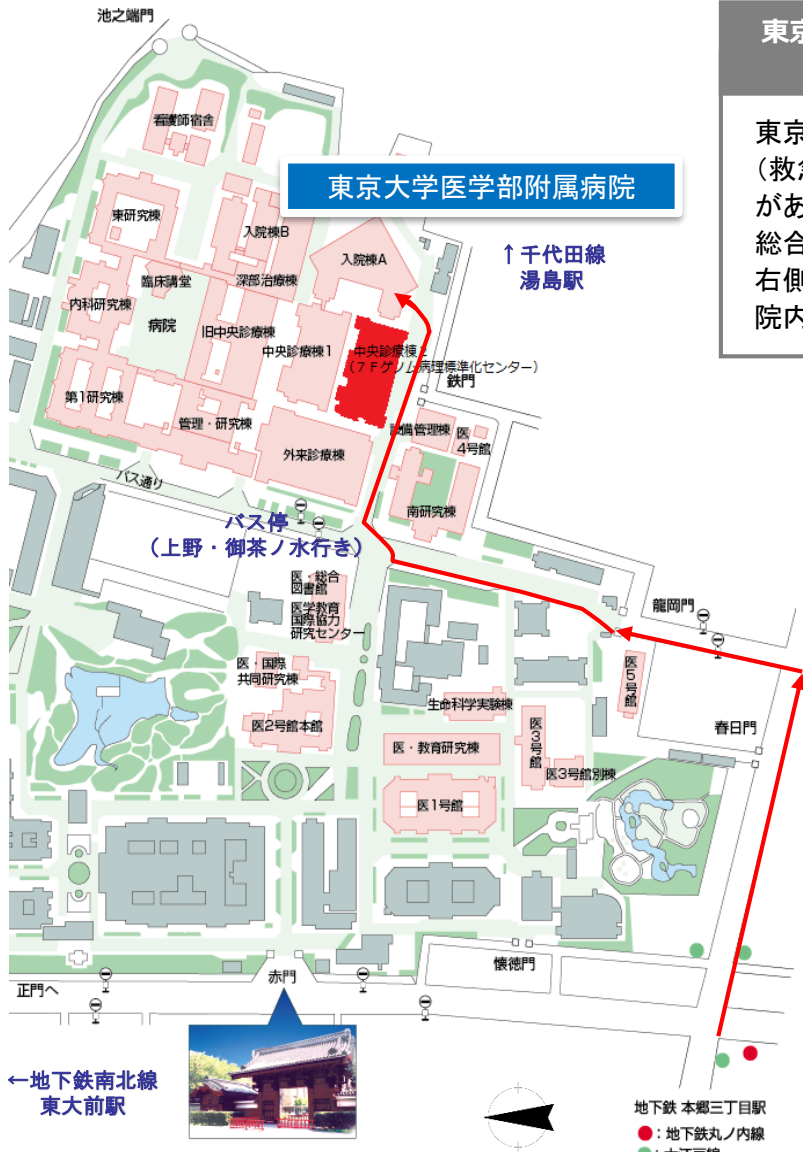 池之端門
東京
看護師宿舎
東京大学医学部附属病院
東京
（救急
があ
総合
右側
院内
東研究棟
入院棟B
入院棟A
↑千代田線
湯島駅
臨床講堂
深部治療棟
内科研究棟
病院
旧中央診療棟
中央診療棟1
中央診療棟2
（７Ｆゲノム病理標準化センター）
鉄門
第1研究棟
管理・研究棟
外来診療棟
設備管理棟
医
4号館
南研究棟
バス通り
バス停
（上野・御茶ノ水行き）
医・総合
図書館
医学教育
国際協力
研究センター
龍岡門
医・国際
共同研究棟
医5号館
生命科学実験棟
医2号館本館
医3号館
春日門
医・教育研究棟
医3号館別棟
医1号館
懐徳門
赤門
正門へ
←地下鉄南北線
東大前駅
地下鉄 本郷三丁目駅
：地下鉄丸ノ内線
：大江戸線